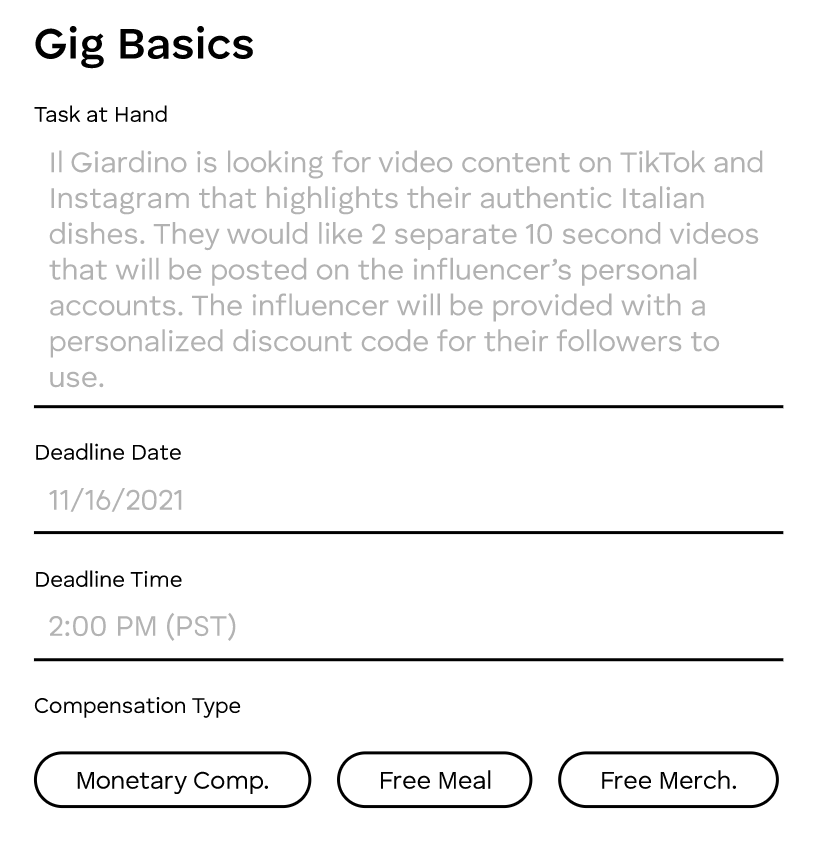 Gig Basics
Task at Hand
Il Giardino is looking for video content on TikTok and
Instagram that highlights their authentic Italian
dishes. They would like 2 separate 10 second videos
that will be posted on the influencer’s personal
accounts. The influencer will be provided with a
personalized discount code for their followers to
use.
Deadline Date
11/16/2021
Deadline Time
2:00 PM (PST)
Compensation Type
Monetary Comp. Free Meal Free Merch.